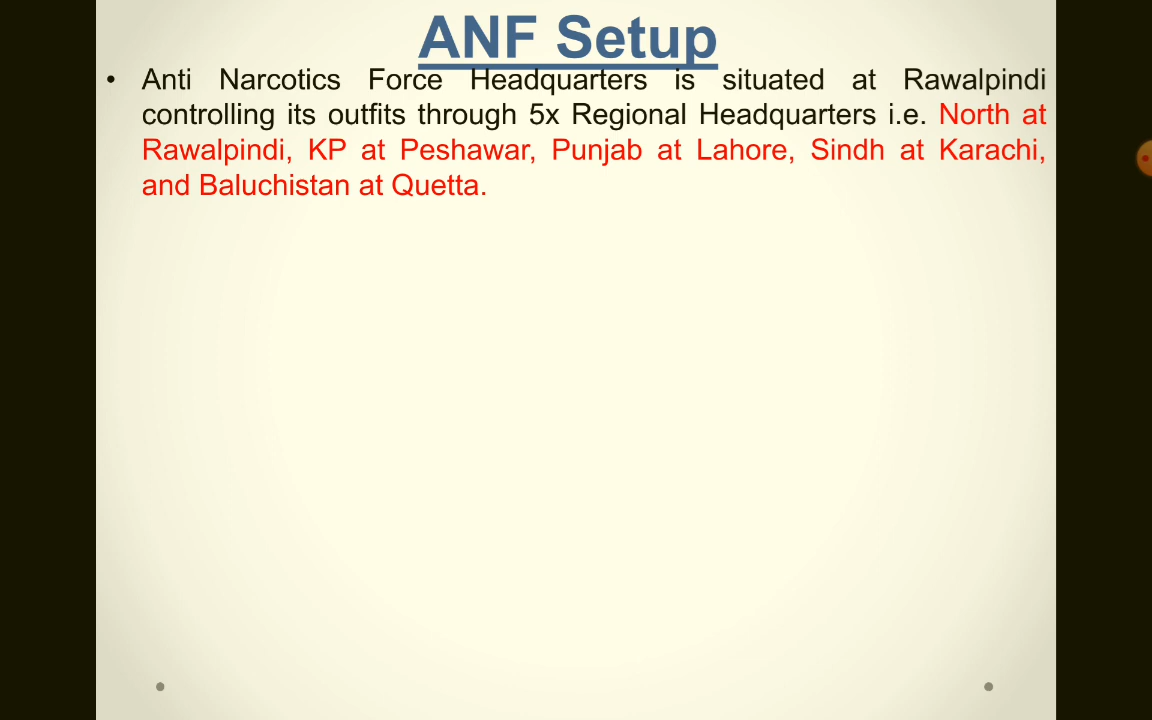 ANF Setup
• Anti Narcotics Force Headquarters is situated at Rawalpindi
controlling its outfits through 5x Regional Headquarters i.e. North at
Rawalpindi, KP at Peshawar, Punjab at Lahore, Sindh at Karachi,
and Baluchistan at Quetta.